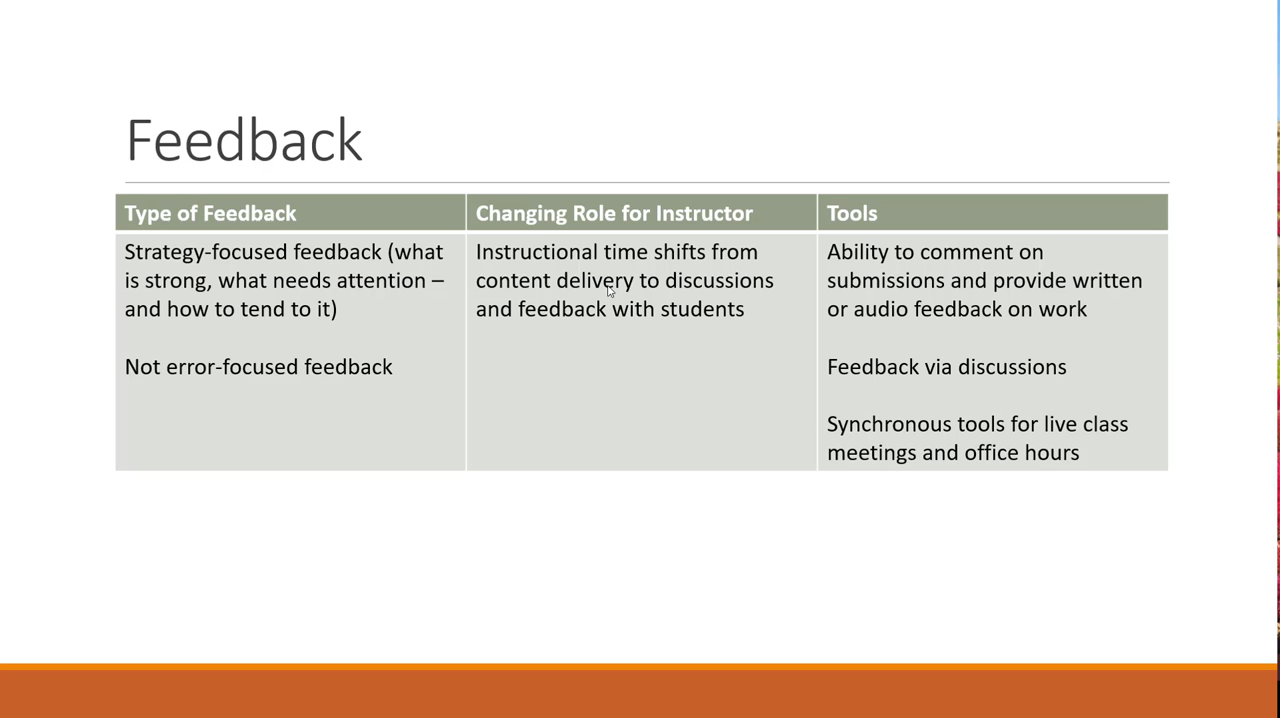 Feedback
Type of Feedback
Changing Role for Instructor
Tools
Strategy-focused feedback (what
is strong, what needs attention –
and how to tend to it)
Not error-focused feedback
Instructional time shifts from
content delivery to discussions
and feedback with students
Ability to comment on
submissions and provide written
or audio feedback on work
Feedback via discussions
Synchronous tools for live class
meetings and office hours